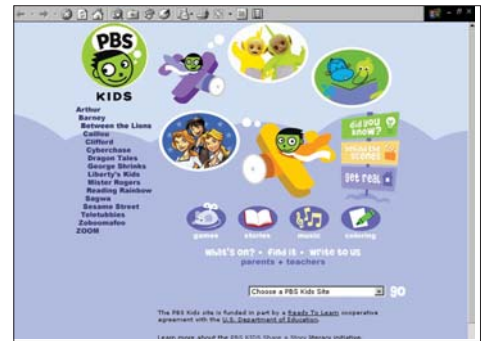 PBS
KIDS
Arthur
Barney
Between the Lions
Caillou
Clifford
Cyberchase
Dragon Tales
George Shrinks
Liberty's Kids
Mister Rogers
Reading Rainbow
Sagwa
Sesame Street
Teletubbies
Zoboomafoo
ZOOM
did you
know?
behind the
scenes
get real
games
stories
music
coloring
what's on? • find it • write to us
parents + teachers
Choose a PBS Kids Site
go
The PBS Kids site is funded in part by a Ready To Learn cooperative
agreement with the U.S. Department of Education.
Learn more about the PBS KIDS Share a Story literacy initiative.